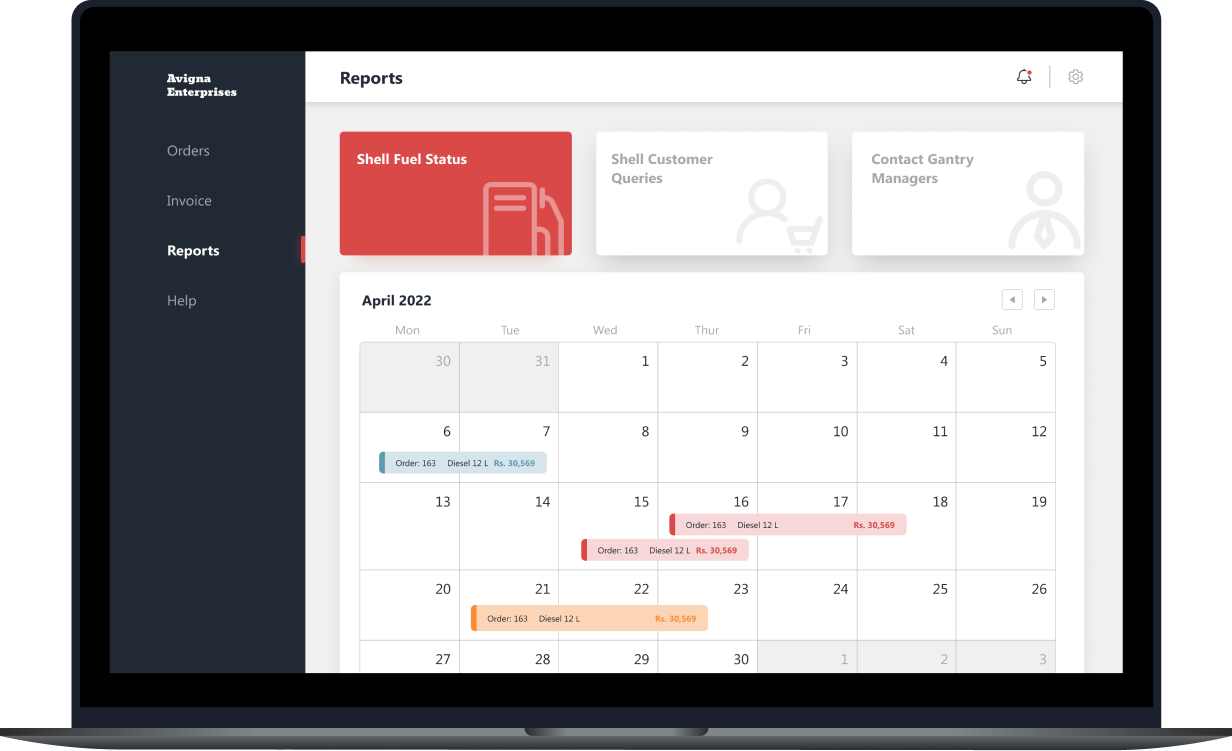 Avigna
Enterprises
Orders
Invoice
Reports
Help
Reports
Shell Fuel Status
Shell Customer
Queries
Contact Gantry
Managers
April 2022
Mon Tue Wed Thur Fri Sat Sun
30 31 1 2 3 4 5
6 7 8 9 10 11 12
Order: 163 Diesel 12 L Rs. 30,569
13 14 15 16 17 18 19
Order: 163 Diesel 12 L Rs. 30,569
Order: 163 Diesel 12 L Rs. 30,569
20 21 22 23 24 25 26
Order: 163 Diesel 12 L Rs. 30,569
27 28 29 30 1 2 3